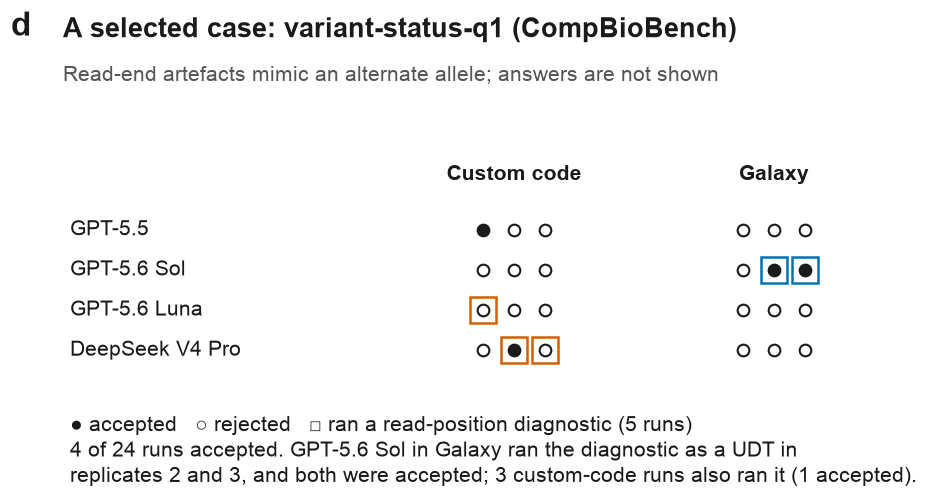 d A selected case: variant-status-q1 (CompBioBench)
Read-end artefacts mimic an alternate allele; answers are not shown
Custom code Galaxy
GPT-5.5
GPT-5.6 Sol
GPT-5.6 Luna
DeepSeek V4 Pro
● accepted ○ rejected □ ran a read-position diagnostic (5 runs)
4 of 24 runs accepted. GPT-5.6 Sol in Galaxy ran the diagnostic as a UDT in
replicates 2 and 3, and both were accepted; 3 custom-code runs also ran it (1 accepted).